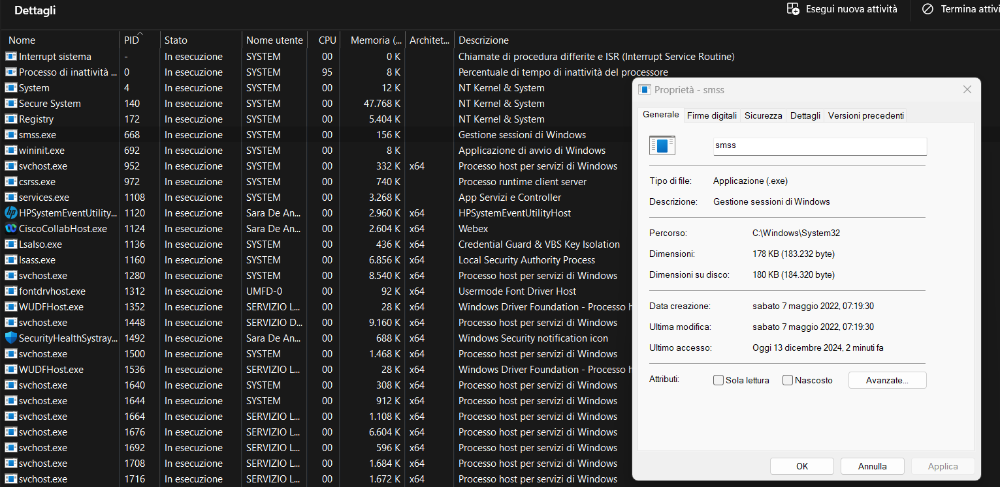 Dettagli Esegui nuova attività Termina attivi
Nome PID Stato Nome utente CPU Memoria (... Architet... Descrizione
Interrupt sistema - In esecuzione SYSTEM 00 0 K Chiamate di procedura differite e ISR (Interrupt Service Routine)
Processo di inattività ... 0 In esecuzione SYSTEM 95 8 K Percentuale di tempo di inattività del processore
System 4 In esecuzione SYSTEM 00 12 K NT Kernel & System
Secure System 140 In esecuzione SYSTEM 00 47.768 K NT Kernel & System
Registry 172 In esecuzione SYSTEM 00 5.404 K NT Kernel & System
smss.exe 668 In esecuzione SYSTEM 00 156 K Gestione sessioni di Windows
wininit.exe 692 In esecuzione SYSTEM 00 8 K Applicazione di avvio di Windows
svchost.exe 952 In esecuzione SYSTEM 00 332 K x64 Processo host per servizi di Windows
csrss.exe 972 In esecuzione SYSTEM 00 740 K Processo runtime client server
services.exe 1108 In esecuzione SYSTEM 00 3.268 K App Servizi e Controller
HPSystemEventUtility... 1120 In esecuzione Sara De An... 00 2.960 K x64 HPSystemEventUtilityHost
CiscoCollabHost.exe 1124 In esecuzione Sara De An... 00 2.604 K x64 Webex
LsaIso.exe 1136 In esecuzione SYSTEM 00 436 K x64 Credential Guard & VBS Key Isolation
lsass.exe 1160 In esecuzione SYSTEM 00 6.856 K x64 Local Security Authority Process
svchost.exe 1280 In esecuzione SYSTEM 00 8.540 K x64 Processo host per servizi di Windows
fontdrvhost.exe 1312 In esecuzione UMFD-0 00 92 K x64 Usermode Font Driver Host
WUDFHost.exe 1352 In esecuzione SERVIZIO L... 00 28 K x64 Windows Driver Foundation - Processo h
svchost.exe 1448 In esecuzione SERVIZIO D... 00 9.160 K x64 Processo host per servizi di Windows
SecurityHealthSystray... 1492 In esecuzione Sara De An... 00 688 K x64 Windows Security notification icon
svchost.exe 1500 In esecuzione SYSTEM 00 1.468 K x64 Processo host per servizi di Windows
WUDFHost.exe 1536 In esecuzione SERVIZIO L... 00 28 K x64 Windows Driver Foundation - Processo h
svchost.exe 1640 In esecuzione SYSTEM 00 308 K x64 Processo host per servizi di Windows
svchost.exe 1644 In esecuzione SYSTEM 00 912 K x64 Processo host per servizi di Windows
svchost.exe 1664 In esecuzione SERVIZIO L... 00 1.108 K x64 Processo host per servizi di Windows
svchost.exe 1676 In esecuzione SERVIZIO L... 00 6.604 K x64 Processo host per servizi di Windows
svchost.exe 1692 In esecuzione SERVIZIO L... 00 596 K x64 Processo host per servizi di Windows
svchost.exe 1708 In esecuzione SERVIZIO L... 00 1.684 K x64 Processo host per servizi di Windows
svchost.exe 1716 In esecuzione SERVIZIO L... 00 1.672 K x64 Processo host per servizi di Windows
Proprietà - smss
Generale Firme digitali Sicurezza Dettagli Versioni precedenti
smss
Tipo di file: Applicazione (.exe)
Descrizione: Gestione sessioni di Windows
Percorso: C:\Windows\System32
Dimensioni: 178 KB (183.232 byte)
Dimensioni su disco: 180 KB (184.320 byte)
Data creazione: sabato 7 maggio 2022, 07:19:30
Ultima modifica: sabato 7 maggio 2022, 07:19:30
Ultimo accesso: Oggi 13 dicembre 2024, 2 minuti fa
Attributi: Sola lettura Nascosto Avanzate...
OK Annulla Applica
hp